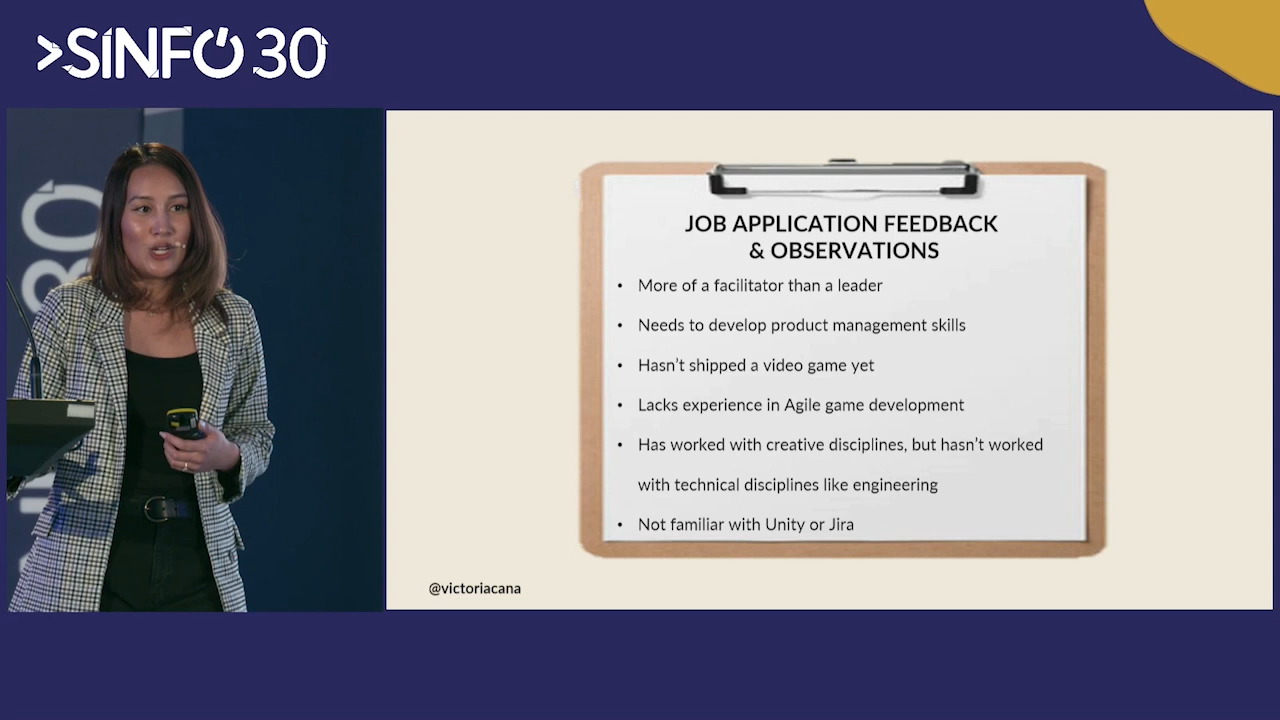 >SINFO 30
30
JOB APPLICATION FEEDBACK
& OBSERVATIONS
• More of a facilitator than a leader
• Needs to develop product management skills
• Hasn't shipped a video game yet
• Lacks experience in Agile game development
• Has worked with creative disciplines, but hasn't worked
with technical disciplines like engineering
• Not familiar with Unity or Jira
@victoriacana